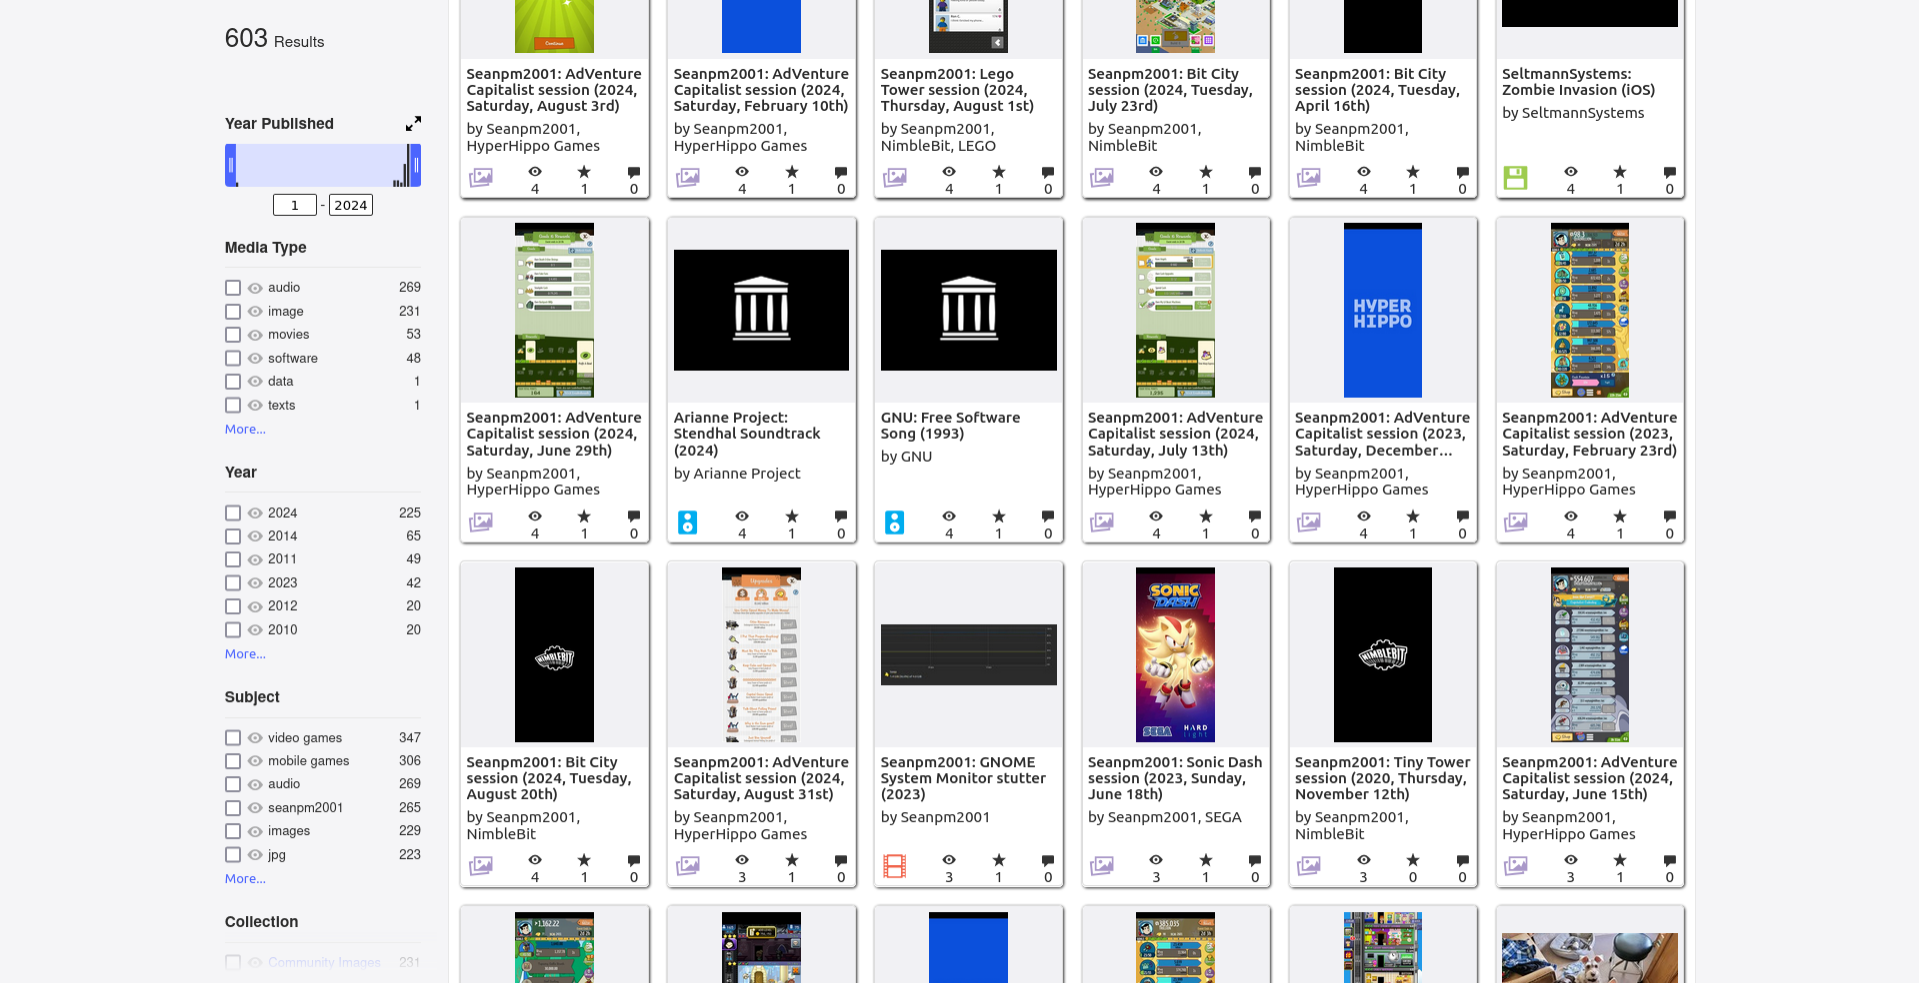 603 Results
Year Published
1 - 2024
Media Type
audio 269
image 231
movies 53
software 48
data 1
texts 1
More...
Year
2024 225
2014 65
2011 49
2023 42
2012 20
2010 20
More...
Subject
video games 347
mobile games 306
audio 269
seanpm2001 265
images 229
jpg 223
More...
Collection
Community Images 231
Continue
Seanpm2001: AdVenture
Capitalist session (2024,
Saturday, August 3rd)
by Seanpm2001,
HyperHippo Games
4 1 0
Seanpm2001: AdVenture
Capitalist session (2024,
Saturday, February 10th)
by Seanpm2001,
HyperHippo Games
4 1 0
Seanpm2001: Lego
Tower session (2024,
Thursday, August 1st)
by Seanpm2001,
NimbleBit, LEGO
4 1 0
Seanpm2001: Bit City
session (2024, Tuesday,
July 23rd)
by Seanpm2001,
NimbleBit
4 1 0
Seanpm2001: Bit City
session (2024, Tuesday,
April 16th)
by Seanpm2001,
NimbleBit
4 1 0
SeltmannSystems:
Zombie Invasion (iOS)
by SeltmannSystems
4 1 0
Seanpm2001: AdVenture
Capitalist session (2024,
Saturday, June 29th)
by Seanpm2001,
HyperHippo Games
4 1 0
Arianne Project:
Stendhal Soundtrack
(2024)
by Arianne Project
4 1 0
GNU: Free Software
Song (1993)
by GNU
4 1 0
Seanpm2001: AdVenture
Capitalist session (2024,
Saturday, July 13th)
by Seanpm2001,
HyperHippo Games
4 1 0
HYPER
HIPPO
Seanpm2001: AdVenture
Capitalist session (2023,
Saturday, December...
by Seanpm2001,
HyperHippo Games
4 1 0
Seanpm2001: AdVenture
Capitalist session (2023,
Saturday, February 23rd)
by Seanpm2001,
HyperHippo Games
4 1 0
NIMBLEBIT
Seanpm2001: Bit City
session (2024, Tuesday,
August 20th)
by Seanpm2001,
NimbleBit
4 1 0
Upgrades
Seanpm2001: AdVenture
Capitalist session (2024,
Saturday, August 31st)
by Seanpm2001,
HyperHippo Games
3 1 0
Seanpm2001: GNOME
System Monitor stutter
(2023)
by Seanpm2001
3 1 0
SONIC
DASH
SEGA
HARD
light
Seanpm2001: Sonic Dash
session (2023, Sunday,
June 18th)
by Seanpm2001, SEGA
3 1 0
NIMBLEBIT
Seanpm2001: Tiny Tower
session (2020, Thursday,
November 12th)
by Seanpm2001,
NimbleBit
3 0 0
Seanpm2001: AdVenture
Capitalist session (2024,
Saturday, June 15th)
by Seanpm2001,
HyperHippo Games
3 1 0